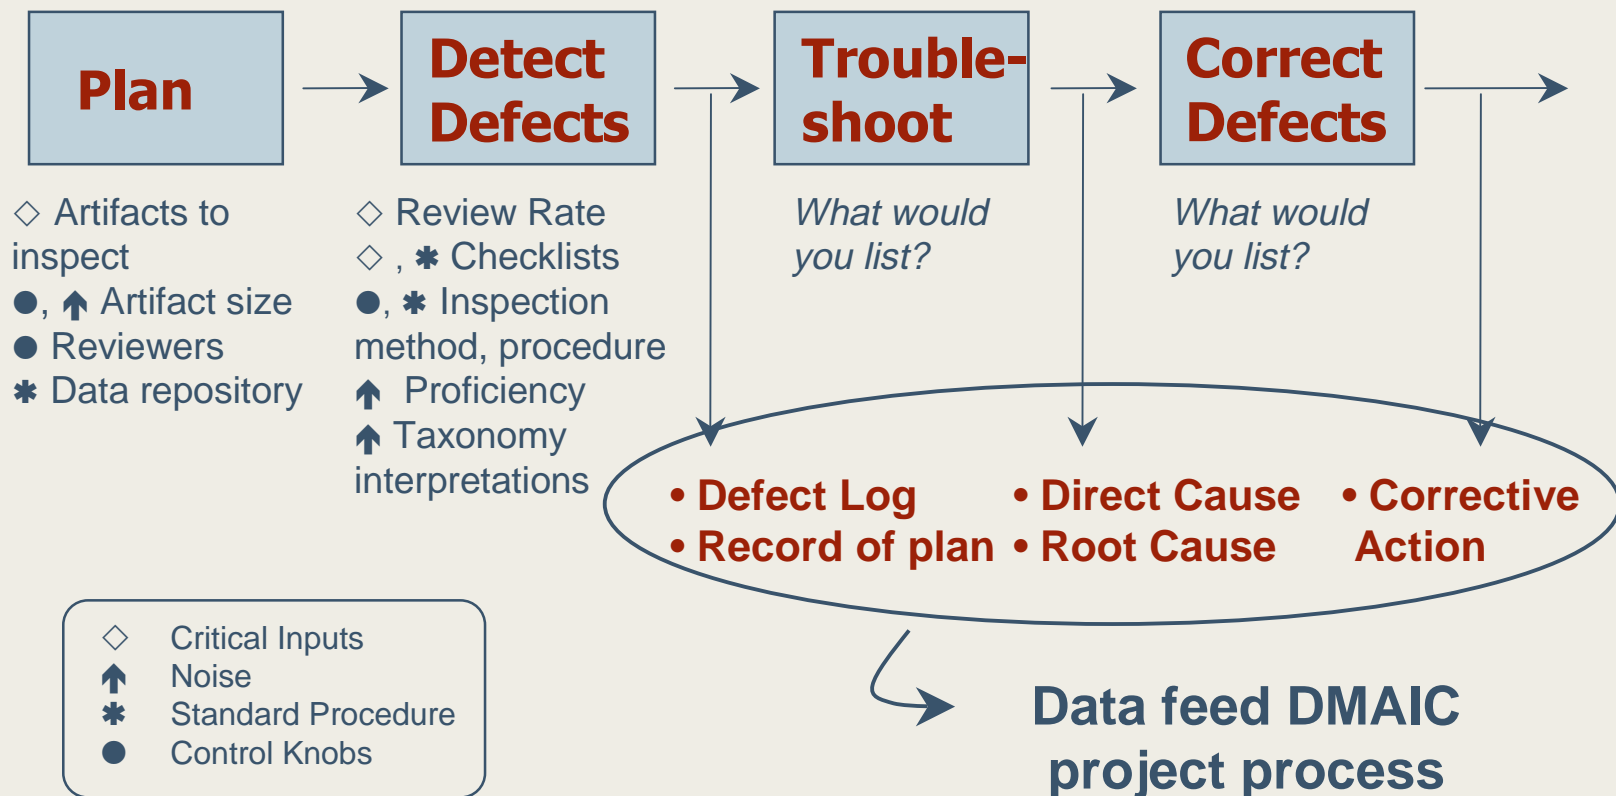 Plan
Detect
Defects
Trouble-
shoot
Correct
Defects
◇ Artifacts to
inspect
●, ↑ Artifact size
● Reviewers
✱ Data repository
◇ Review Rate
◇ , ✱ Checklists
●, ✱ Inspection
method, procedure
↑ Proficiency
↑ Taxonomy
interpretations
What would
you list?
What would
you list?
• Defect Log
• Record of plan
• Direct Cause
• Root Cause
• Corrective
Action
◇ Critical Inputs
↑ Noise
✱ Standard Procedure
● Control Knobs
Data feed DMAIC
project process